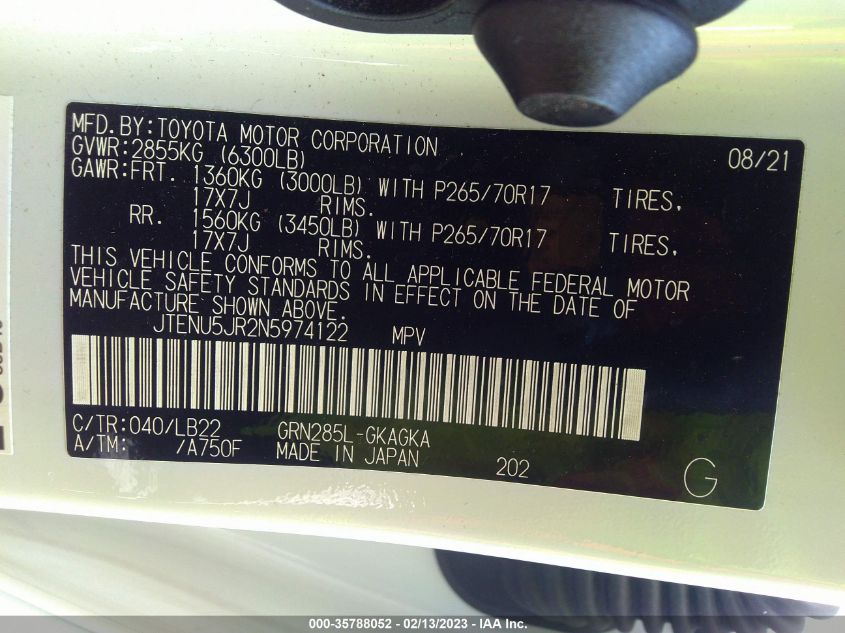 MFD.BY:TOYOTA MOTOR CORPORATION 08/21
GVWR:2855KG (6300LB)
GAWR:FRT. 1360KG (3000LB) WITH P265/70R17 TIRES,
17X7J RIMS.
RR. 1560KG (3450LB) WITH P265/70R17 TIRES,
17X7J RIMS.
THIS VEHICLE CONFORMS TO ALL APPLICABLE FEDERAL MOTOR
VEHICLE SAFETY STANDARDS IN EFFECT ON THE DATE OF
MANUFACTURE SHOWN ABOVE.
JTENU5JR2N5974122 MPV
C/TR:040/LB22 GRN285L-GKAGKA
A/TM: /A750F MADE IN JAPAN 202 G
000-35788052 - 02/13/2023 - IAA Inc.